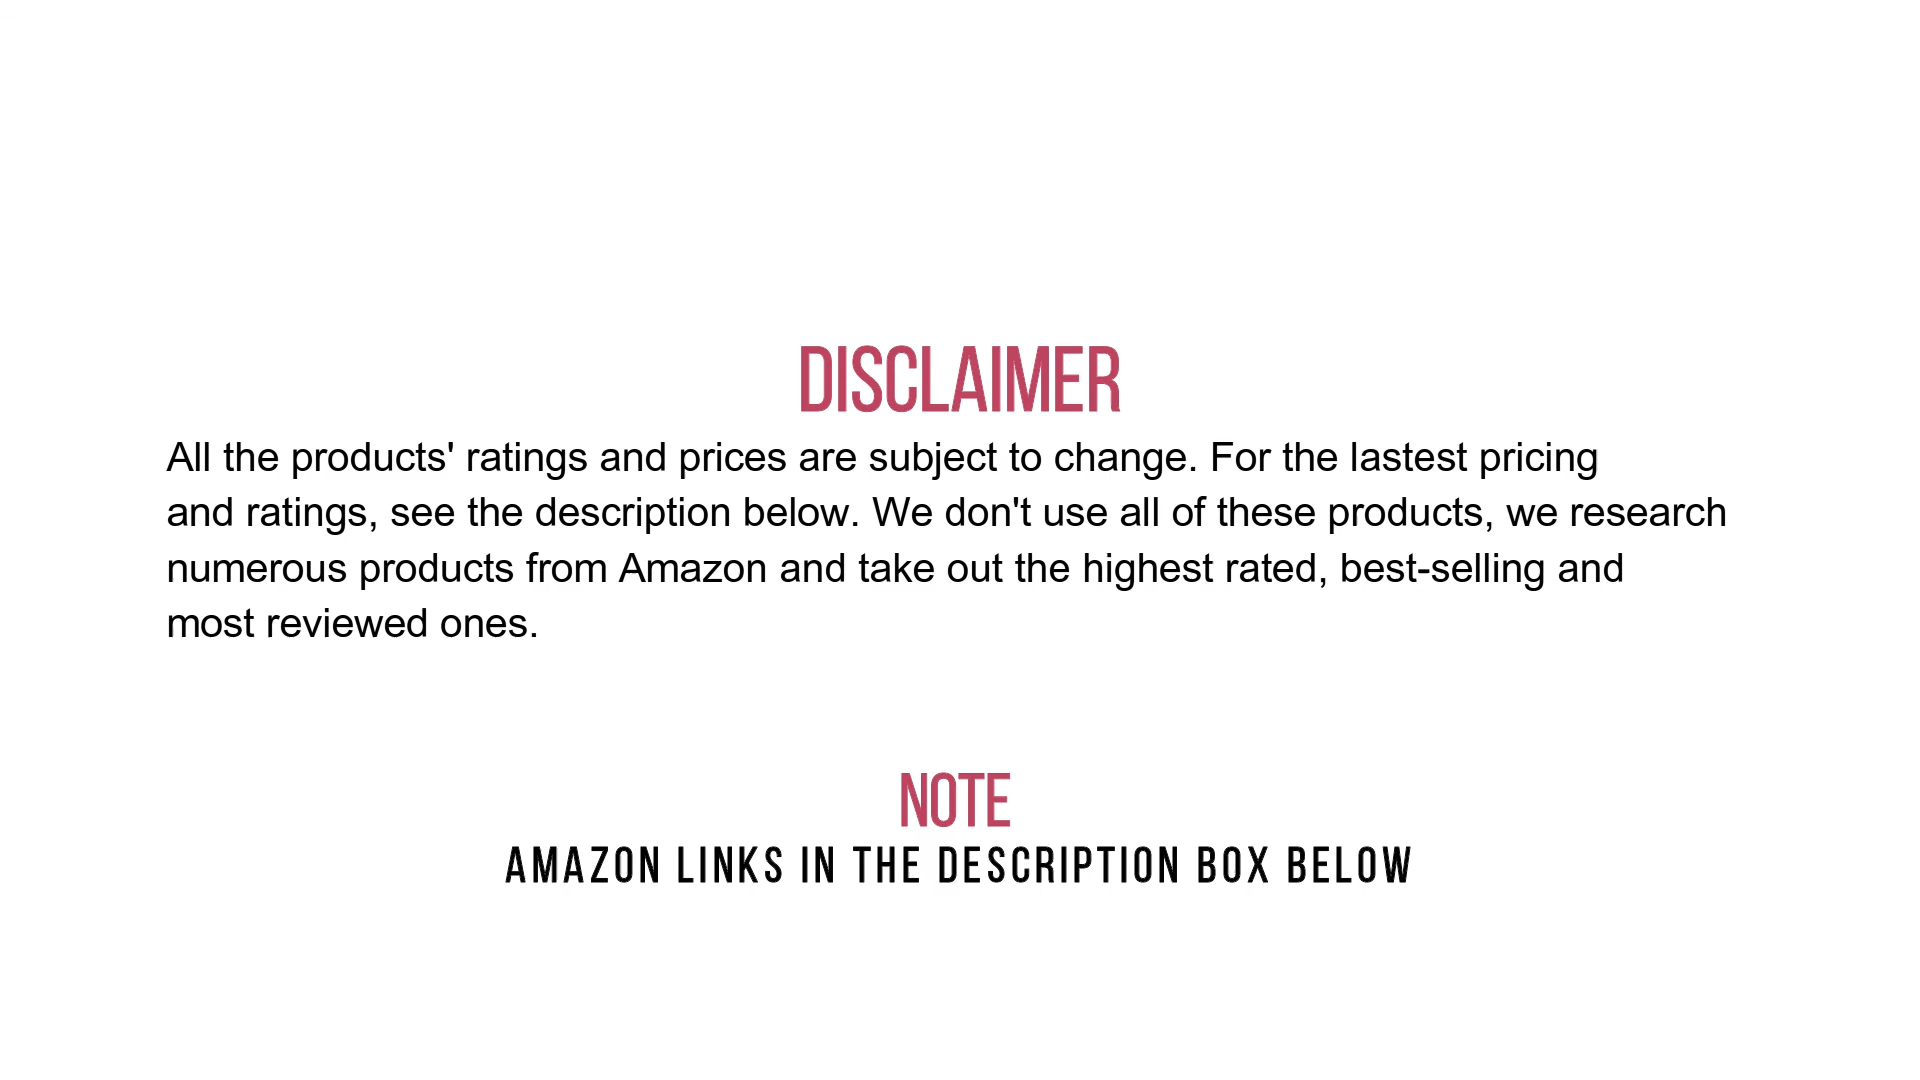 DISCLAIMER
All the products' ratings and prices are subject to change. For the lastest pricing
and ratings, see the description below. We don't use all of these products, we research
numerous products from Amazon and take out the highest rated, best-selling and
most reviewed ones.
NOTE
AMAZON LINKS IN THE DESCRIPTION BOX BELOW